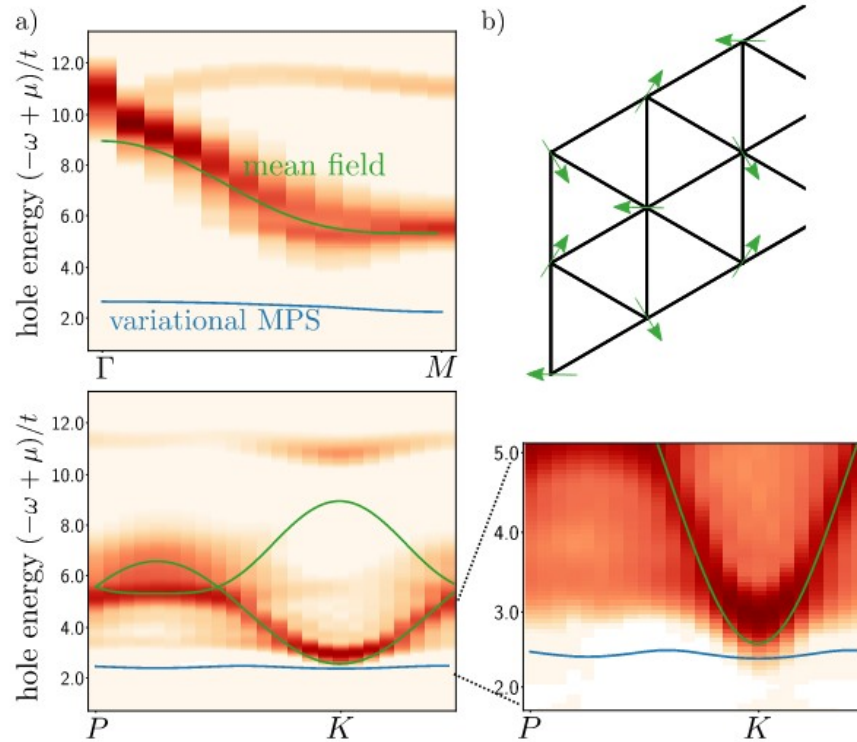 a)
b)
hole energy (−ω + μ)/t
12.0
10.0
8.0
6.0
4.0
2.0
mean field
variational MPS
Γ
M
hole energy (−ω + μ)/t
12.0
10.0
8.0
6.0
4.0
2.0
P
K
5.0
4.0
3.0
2.0
P
K